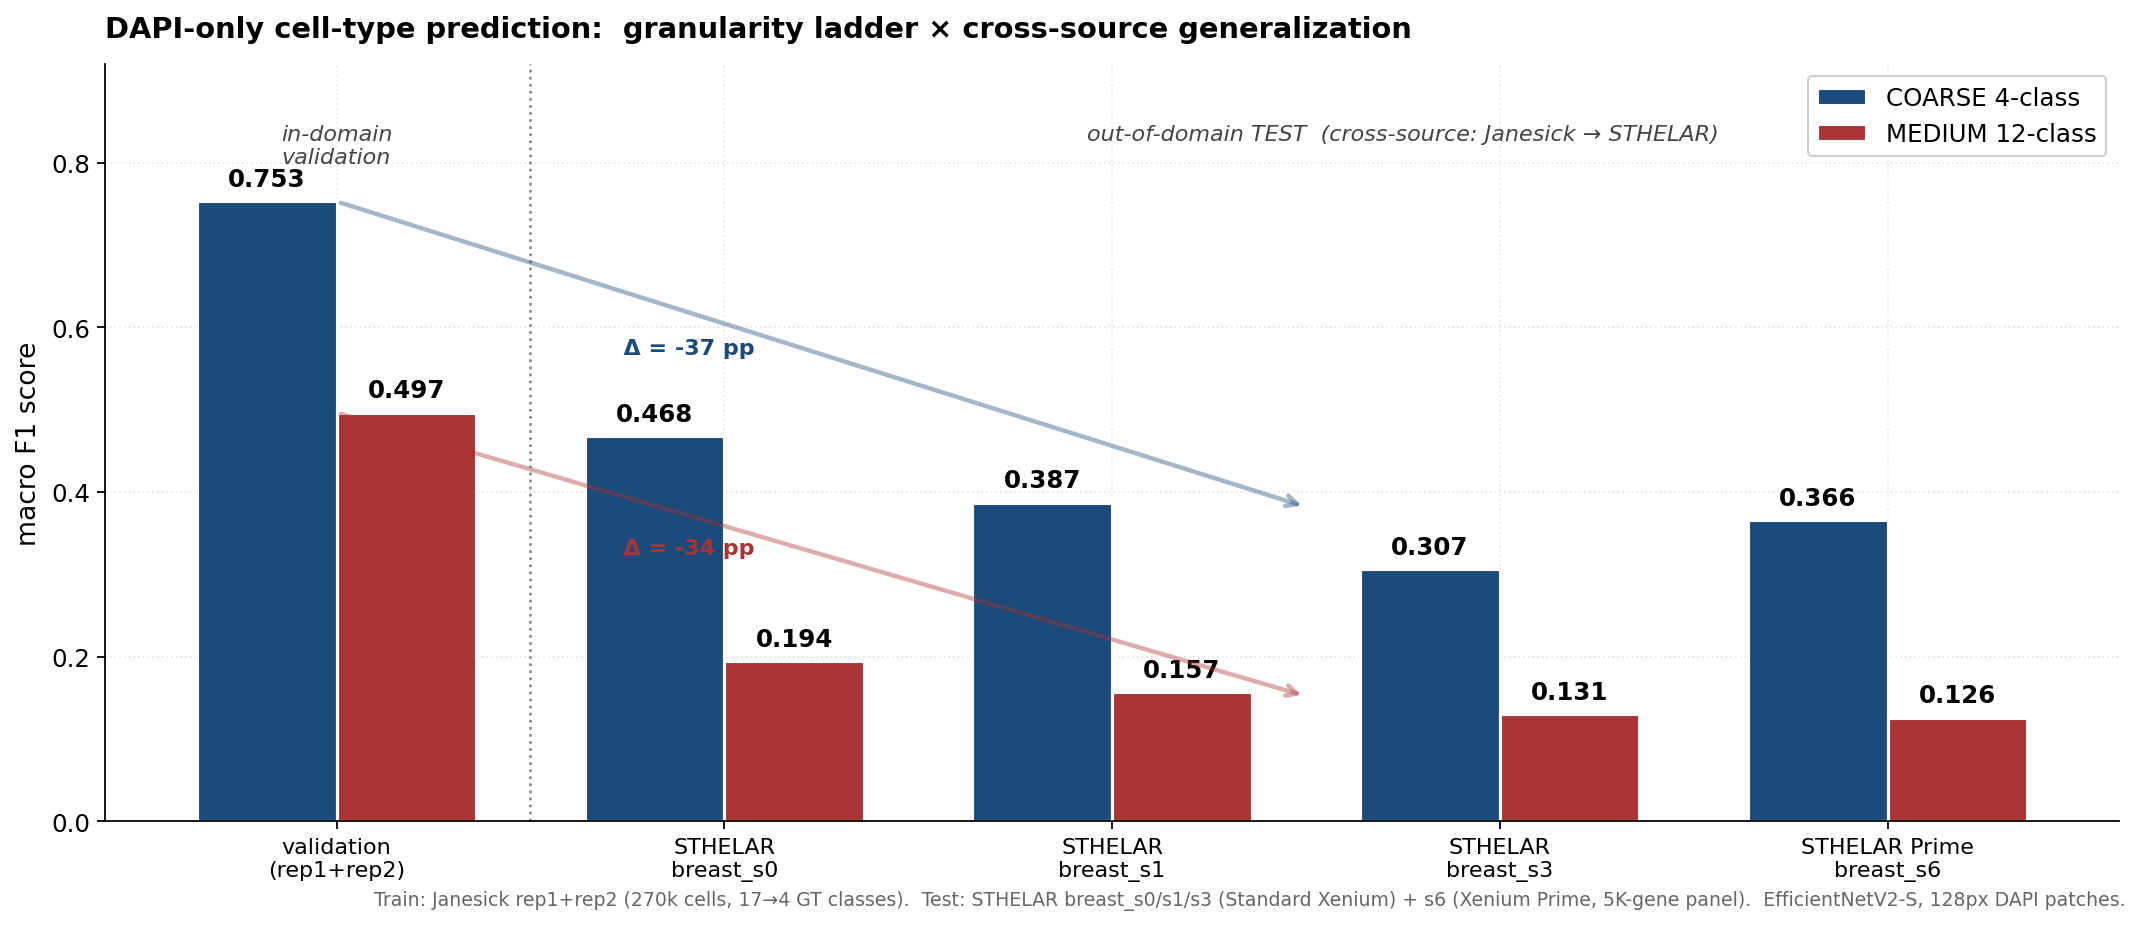 DAPI-only cell-type prediction:  granularity ladder × cross-source generalization
COARSE 4-class
MEDIUM 12-class
in-domain
validation
out-of-domain TEST  (cross-source: Janesick → STHELAR)
macro F1 score
0.8
0.6
0.4
0.2
0.0
0.753
0.497
0.468
0.194
0.387
0.157
0.307
0.131
0.366
0.126
Δ = -37 pp
Δ = -34 pp
validation
(rep1+rep2)
STHELAR
breast_s0
STHELAR
breast_s1
STHELAR
breast_s3
STHELAR Prime
breast_s6
Train: Janesick rep1+rep2 (270k cells, 17→4 GT classes).  Test: STHELAR breast_s0/s1/s3 (Standard Xenium) + s6 (Xenium Prime, 5K-gene panel).  EfficientNetV2-S, 128px DAPI patches.